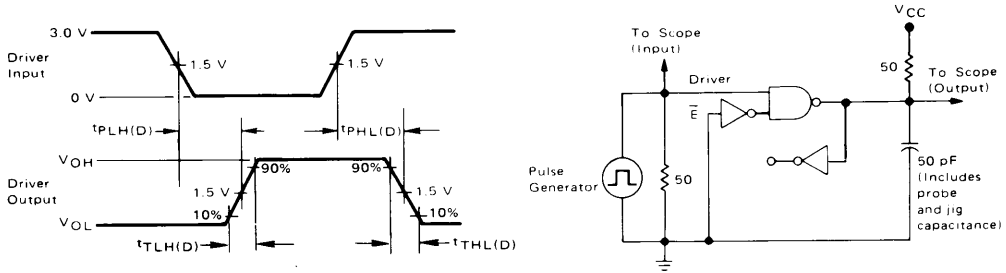 3.0 V
Driver
Input
1.5 V
1.5 V
0 V
tPLH(D)
tPHL(D)
VOH
90%
90%
Driver
Output
1.5 V
1.5 V
10%
10%
VOL
tTLH(D)
tTHL(D)
VCC
To Scope
(Input)
50
To Scope
(Output)
Driver
E̅
Pulse
Generator
50
50 pF
(Includes
probe
and jig
capacitance)